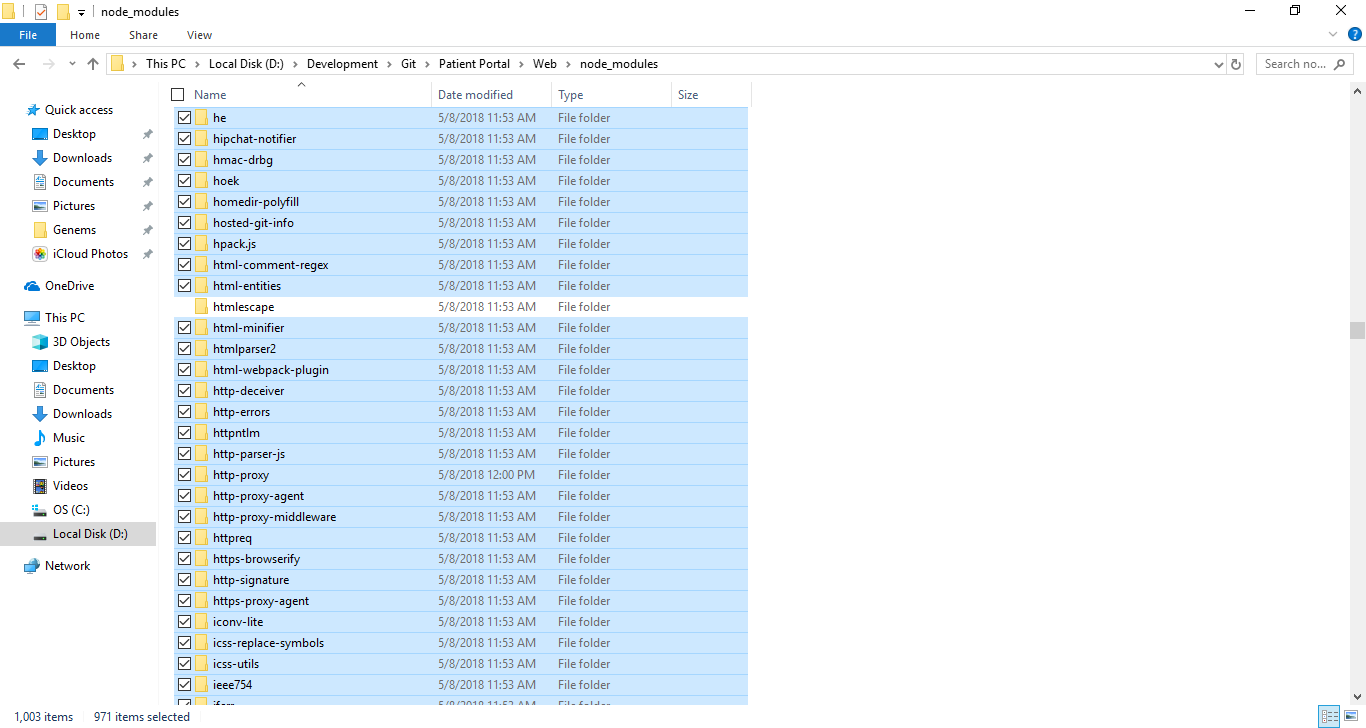 node_modules
File Home Share View
This PC Local Disk (D:) Development Git Patient Portal Web node_modules
Search no...
Quick access
Desktop
Downloads
Documents
Pictures
Genems
iCloud Photos
OneDrive
This PC
3D Objects
Desktop
Documents
Downloads
Music
Pictures
Videos
OS (C:)
Local Disk (D:)
Network
Name Date modified Type Size
he 5/8/2018 11:53 AM File folder
hipchat-notifier 5/8/2018 11:53 AM File folder
hmac-drbg 5/8/2018 11:53 AM File folder
hoek 5/8/2018 11:53 AM File folder
homedir-polyfill 5/8/2018 11:53 AM File folder
hosted-git-info 5/8/2018 11:53 AM File folder
hpack.js 5/8/2018 11:53 AM File folder
html-comment-regex 5/8/2018 11:53 AM File folder
html-entities 5/8/2018 11:53 AM File folder
htmlescape 5/8/2018 11:53 AM File folder
html-minifier 5/8/2018 11:53 AM File folder
htmlparser2 5/8/2018 11:53 AM File folder
html-webpack-plugin 5/8/2018 11:53 AM File folder
http-deceiver 5/8/2018 11:53 AM File folder
http-errors 5/8/2018 11:53 AM File folder
httpntlm 5/8/2018 11:53 AM File folder
http-parser-js 5/8/2018 11:53 AM File folder
http-proxy 5/8/2018 12:00 PM File folder
http-proxy-agent 5/8/2018 11:53 AM File folder
http-proxy-middleware 5/8/2018 11:53 AM File folder
httpreq 5/8/2018 11:53 AM File folder
https-browserify 5/8/2018 11:53 AM File folder
http-signature 5/8/2018 11:53 AM File folder
https-proxy-agent 5/8/2018 11:53 AM File folder
iconv-lite 5/8/2018 11:53 AM File folder
icss-replace-symbols 5/8/2018 11:53 AM File folder
icss-utils 5/8/2018 11:53 AM File folder
ieee754 5/8/2018 11:53 AM File folder
1,003 items 971 items selected